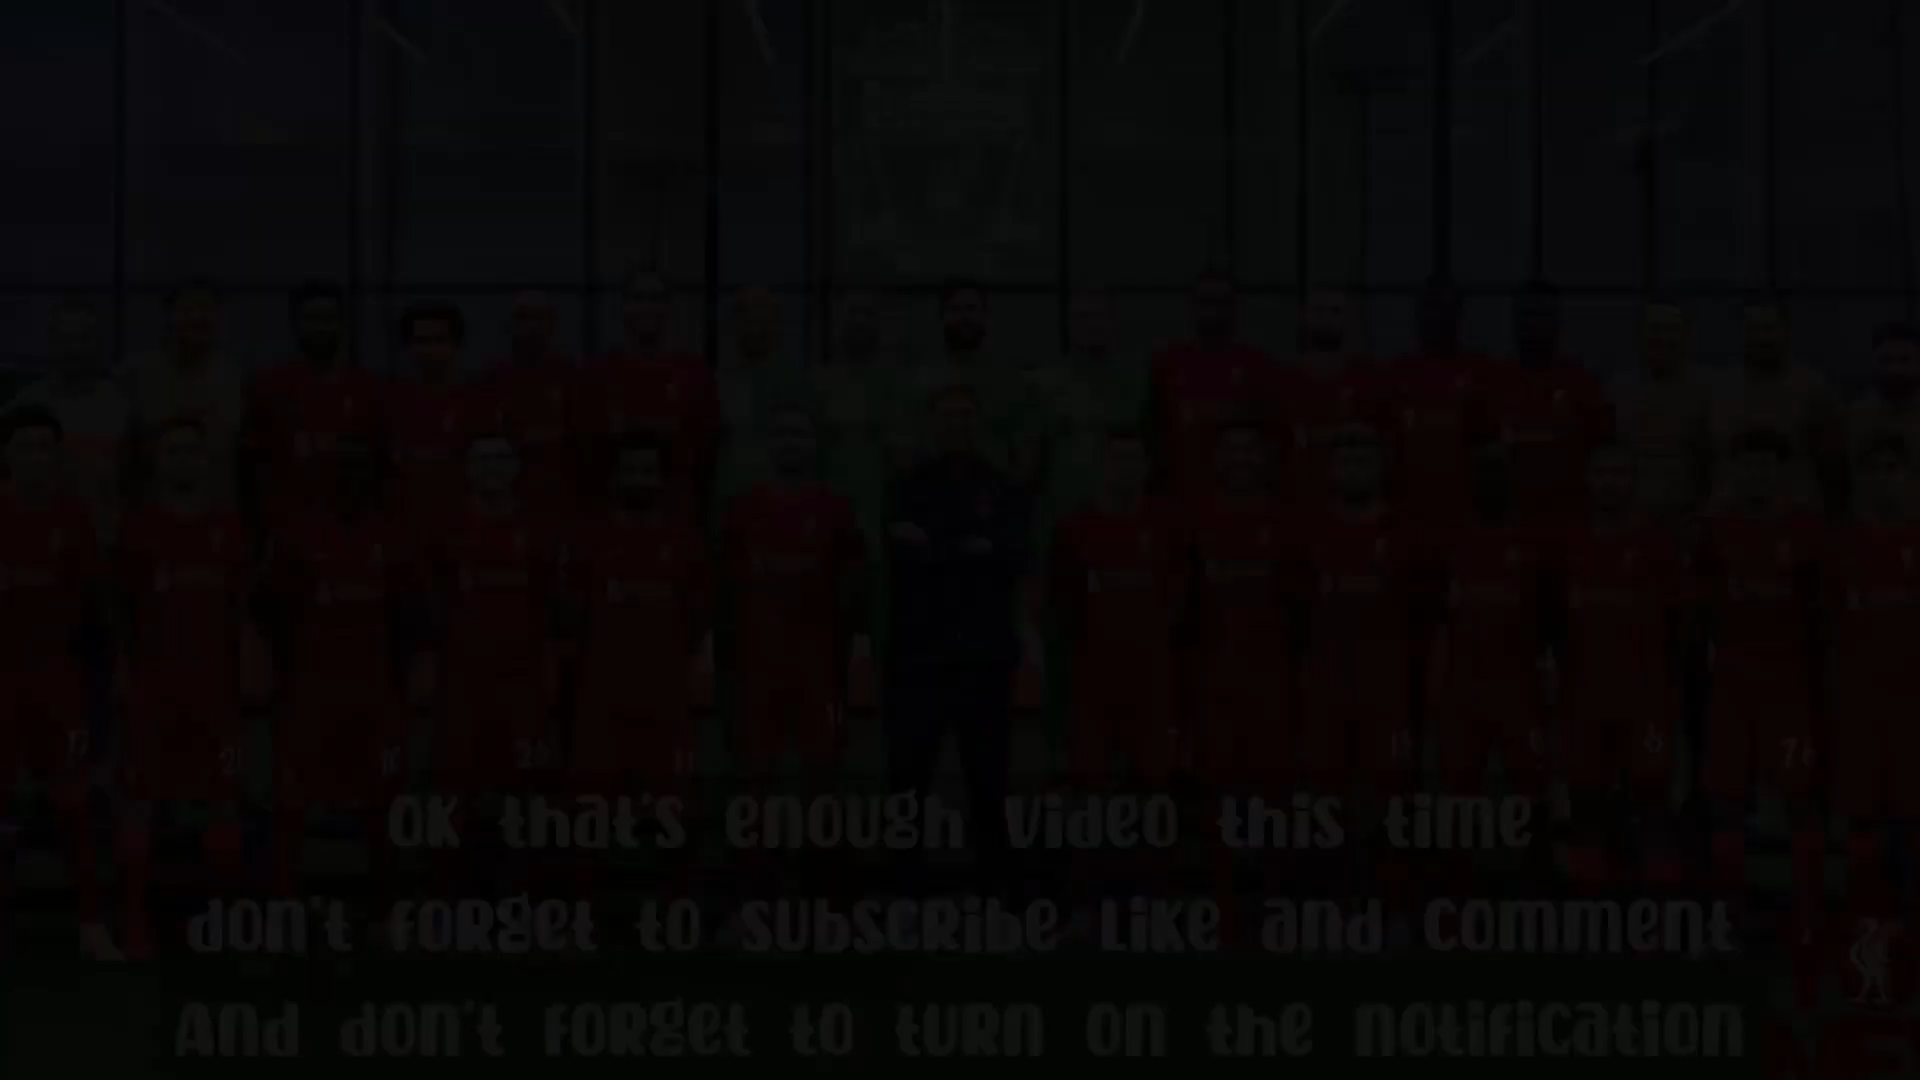 OK that's enough video this time
don't forget to subscribe like and comment
And don't forget to turn on the notification